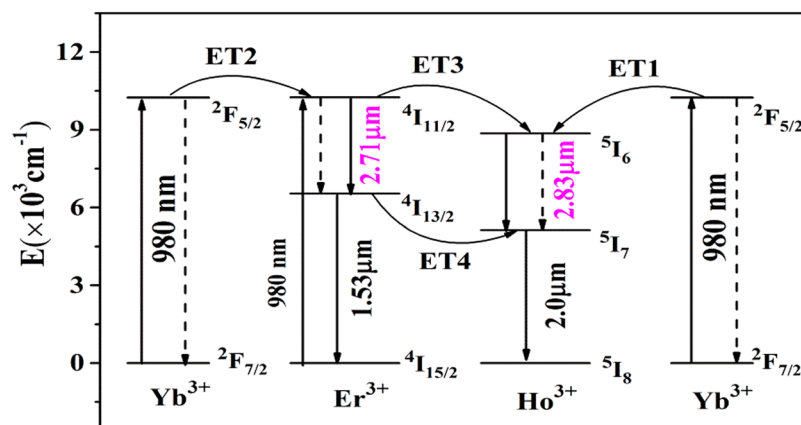 E(×10³cm⁻¹)
12
9
6
3
0
ET2
ET3
ET1
²F₅/₂
⁴I₁₁/₂
⁵I₆
²F₅/₂
980 nm
980 nm
2.71μm
⁴I₁₃/₂
1.53μm
ET4
2.83μm
⁵I₇
2.0μm
980 nm
²F₇/₂
⁴I₁₅/₂
⁵I₈
²F₇/₂
Yb³⁺
Er³⁺
Ho³⁺
Yb³⁺